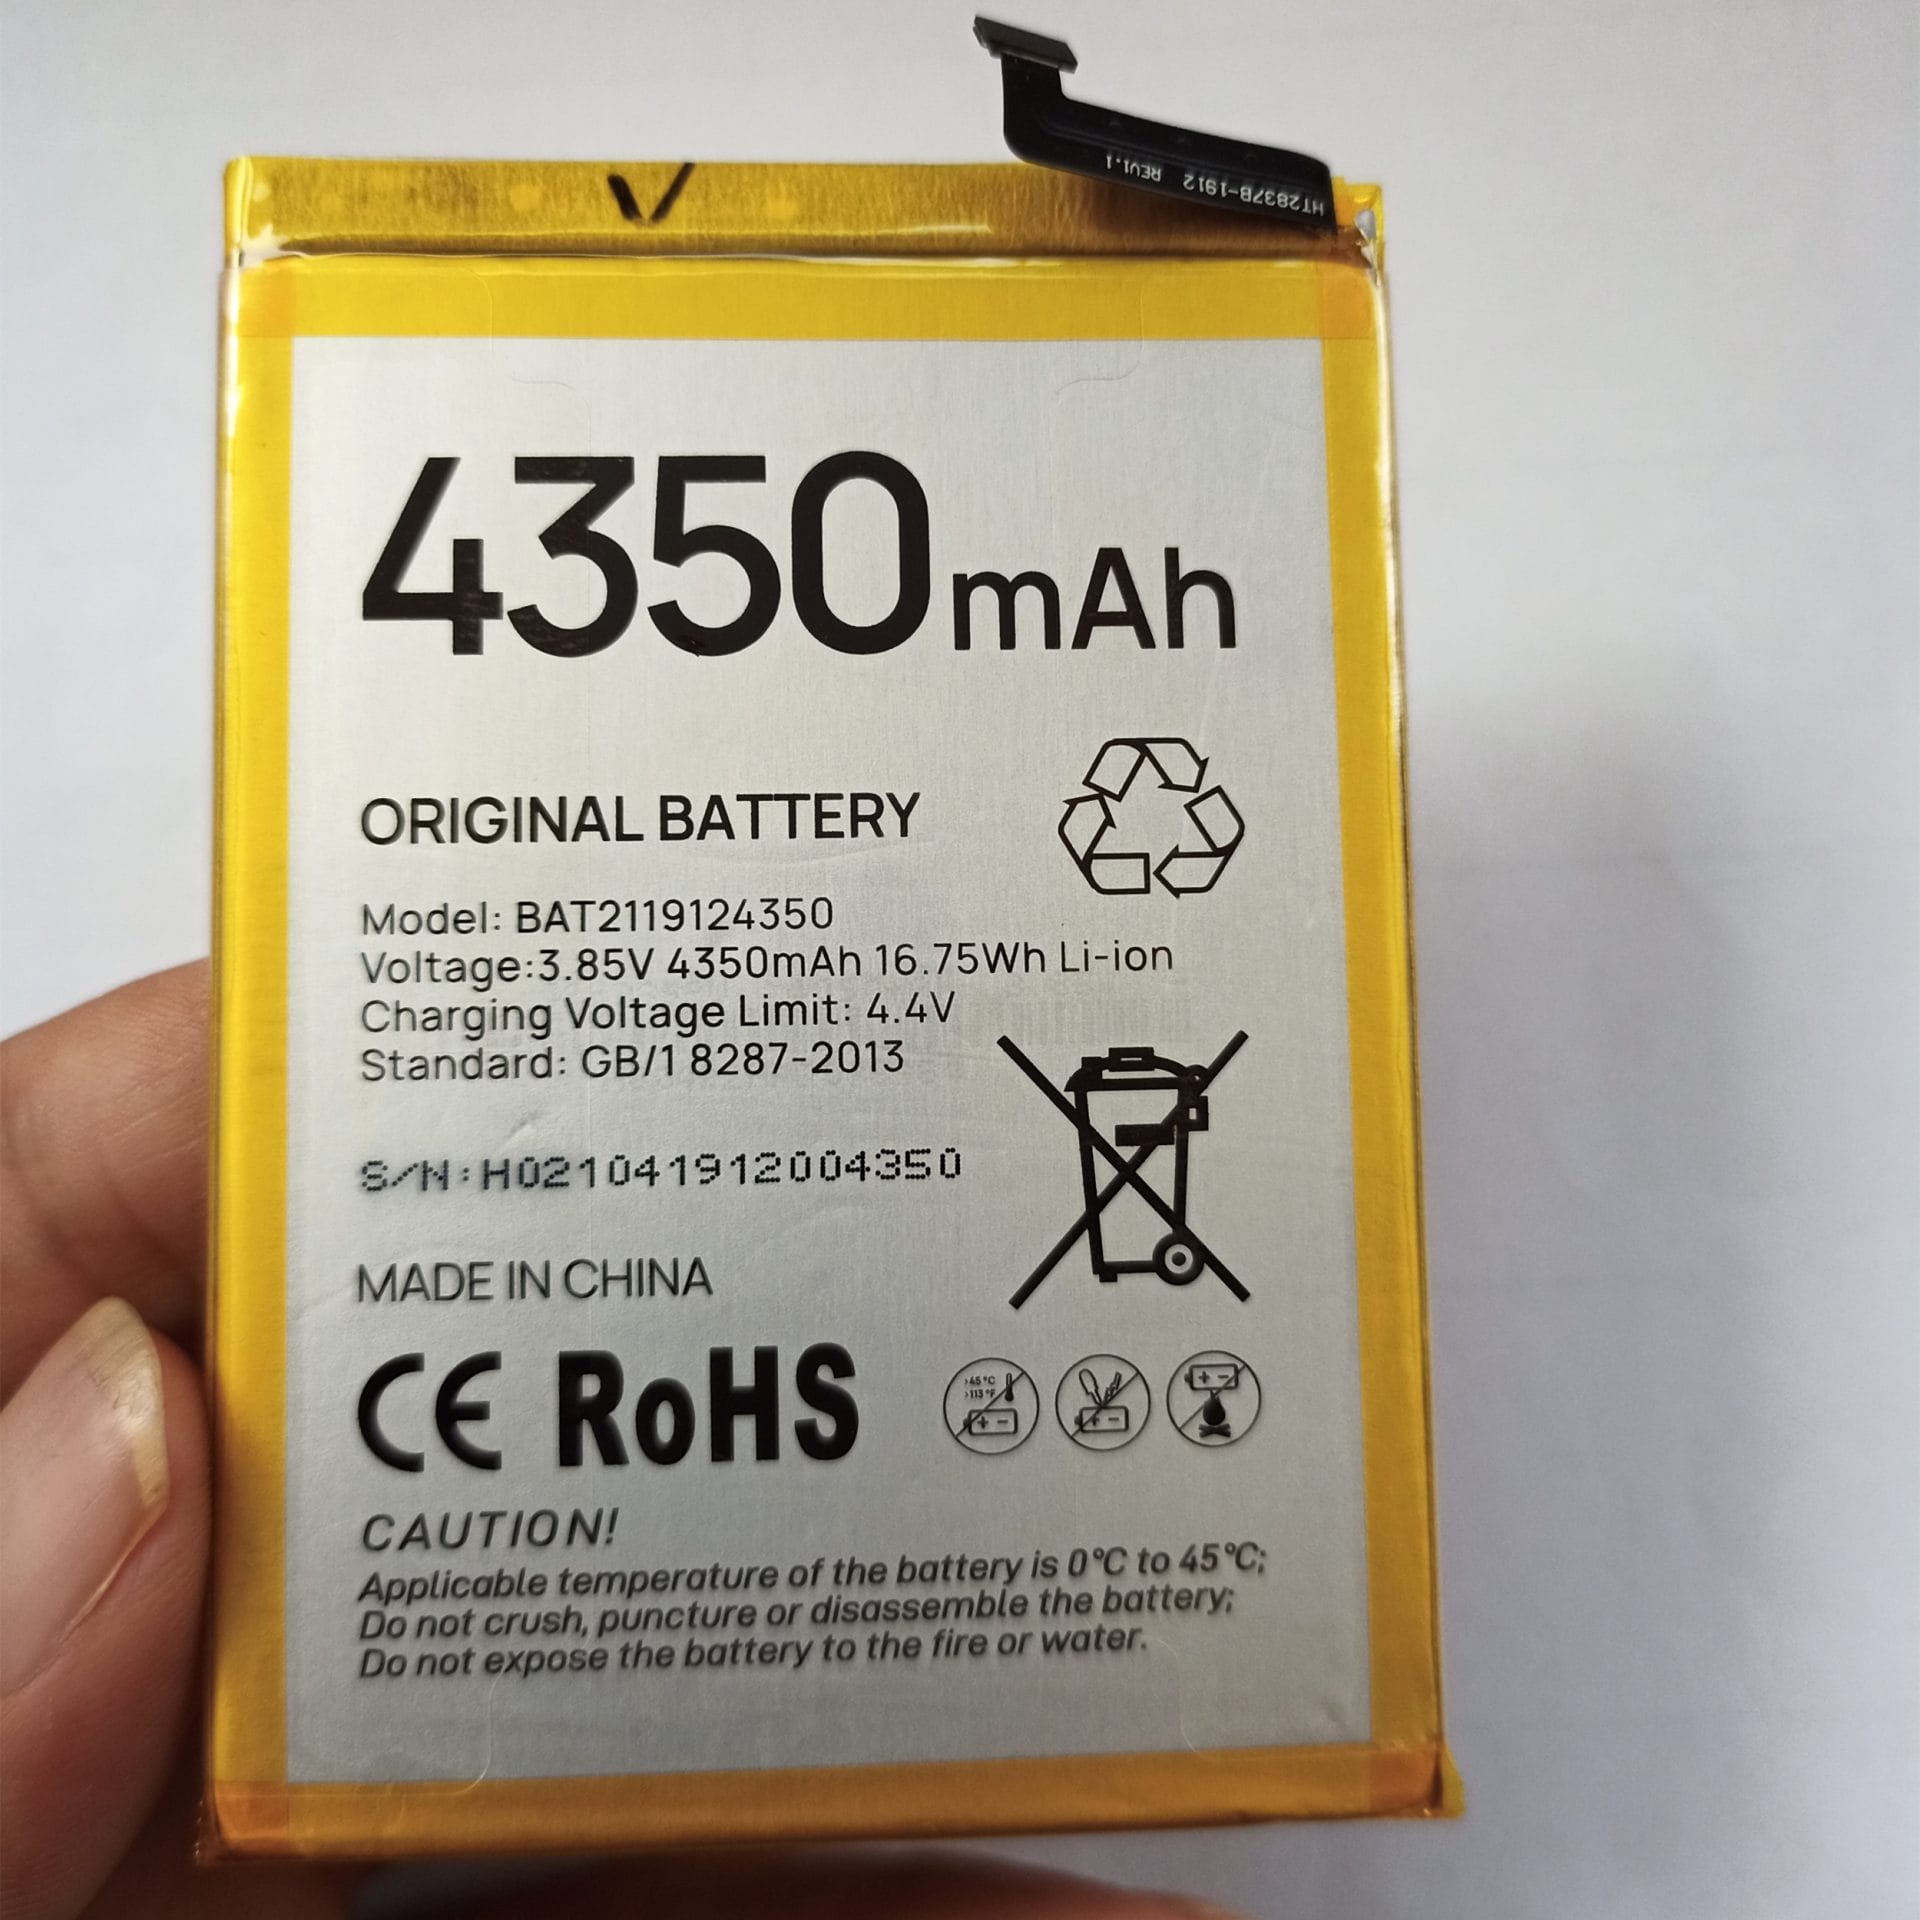 HT2837B-1912 REV1.1
4350mAh
ORIGINAL BATTERY
Model: BAT2119124350
Voltage:3.85V 4350mAh 16.75Wh Li-ion
Charging Voltage Limit: 4.4V
Standard: GB/1 8287-2013
S/N:H021041912004350
MADE IN CHINA
CE RoHS
>45°C
>113°F
CAUTION!
Applicable temperature of the battery is 0°C to 45°C;
Do not crush, puncture or disassemble the battery;
Do not expose the battery to the fire or water.